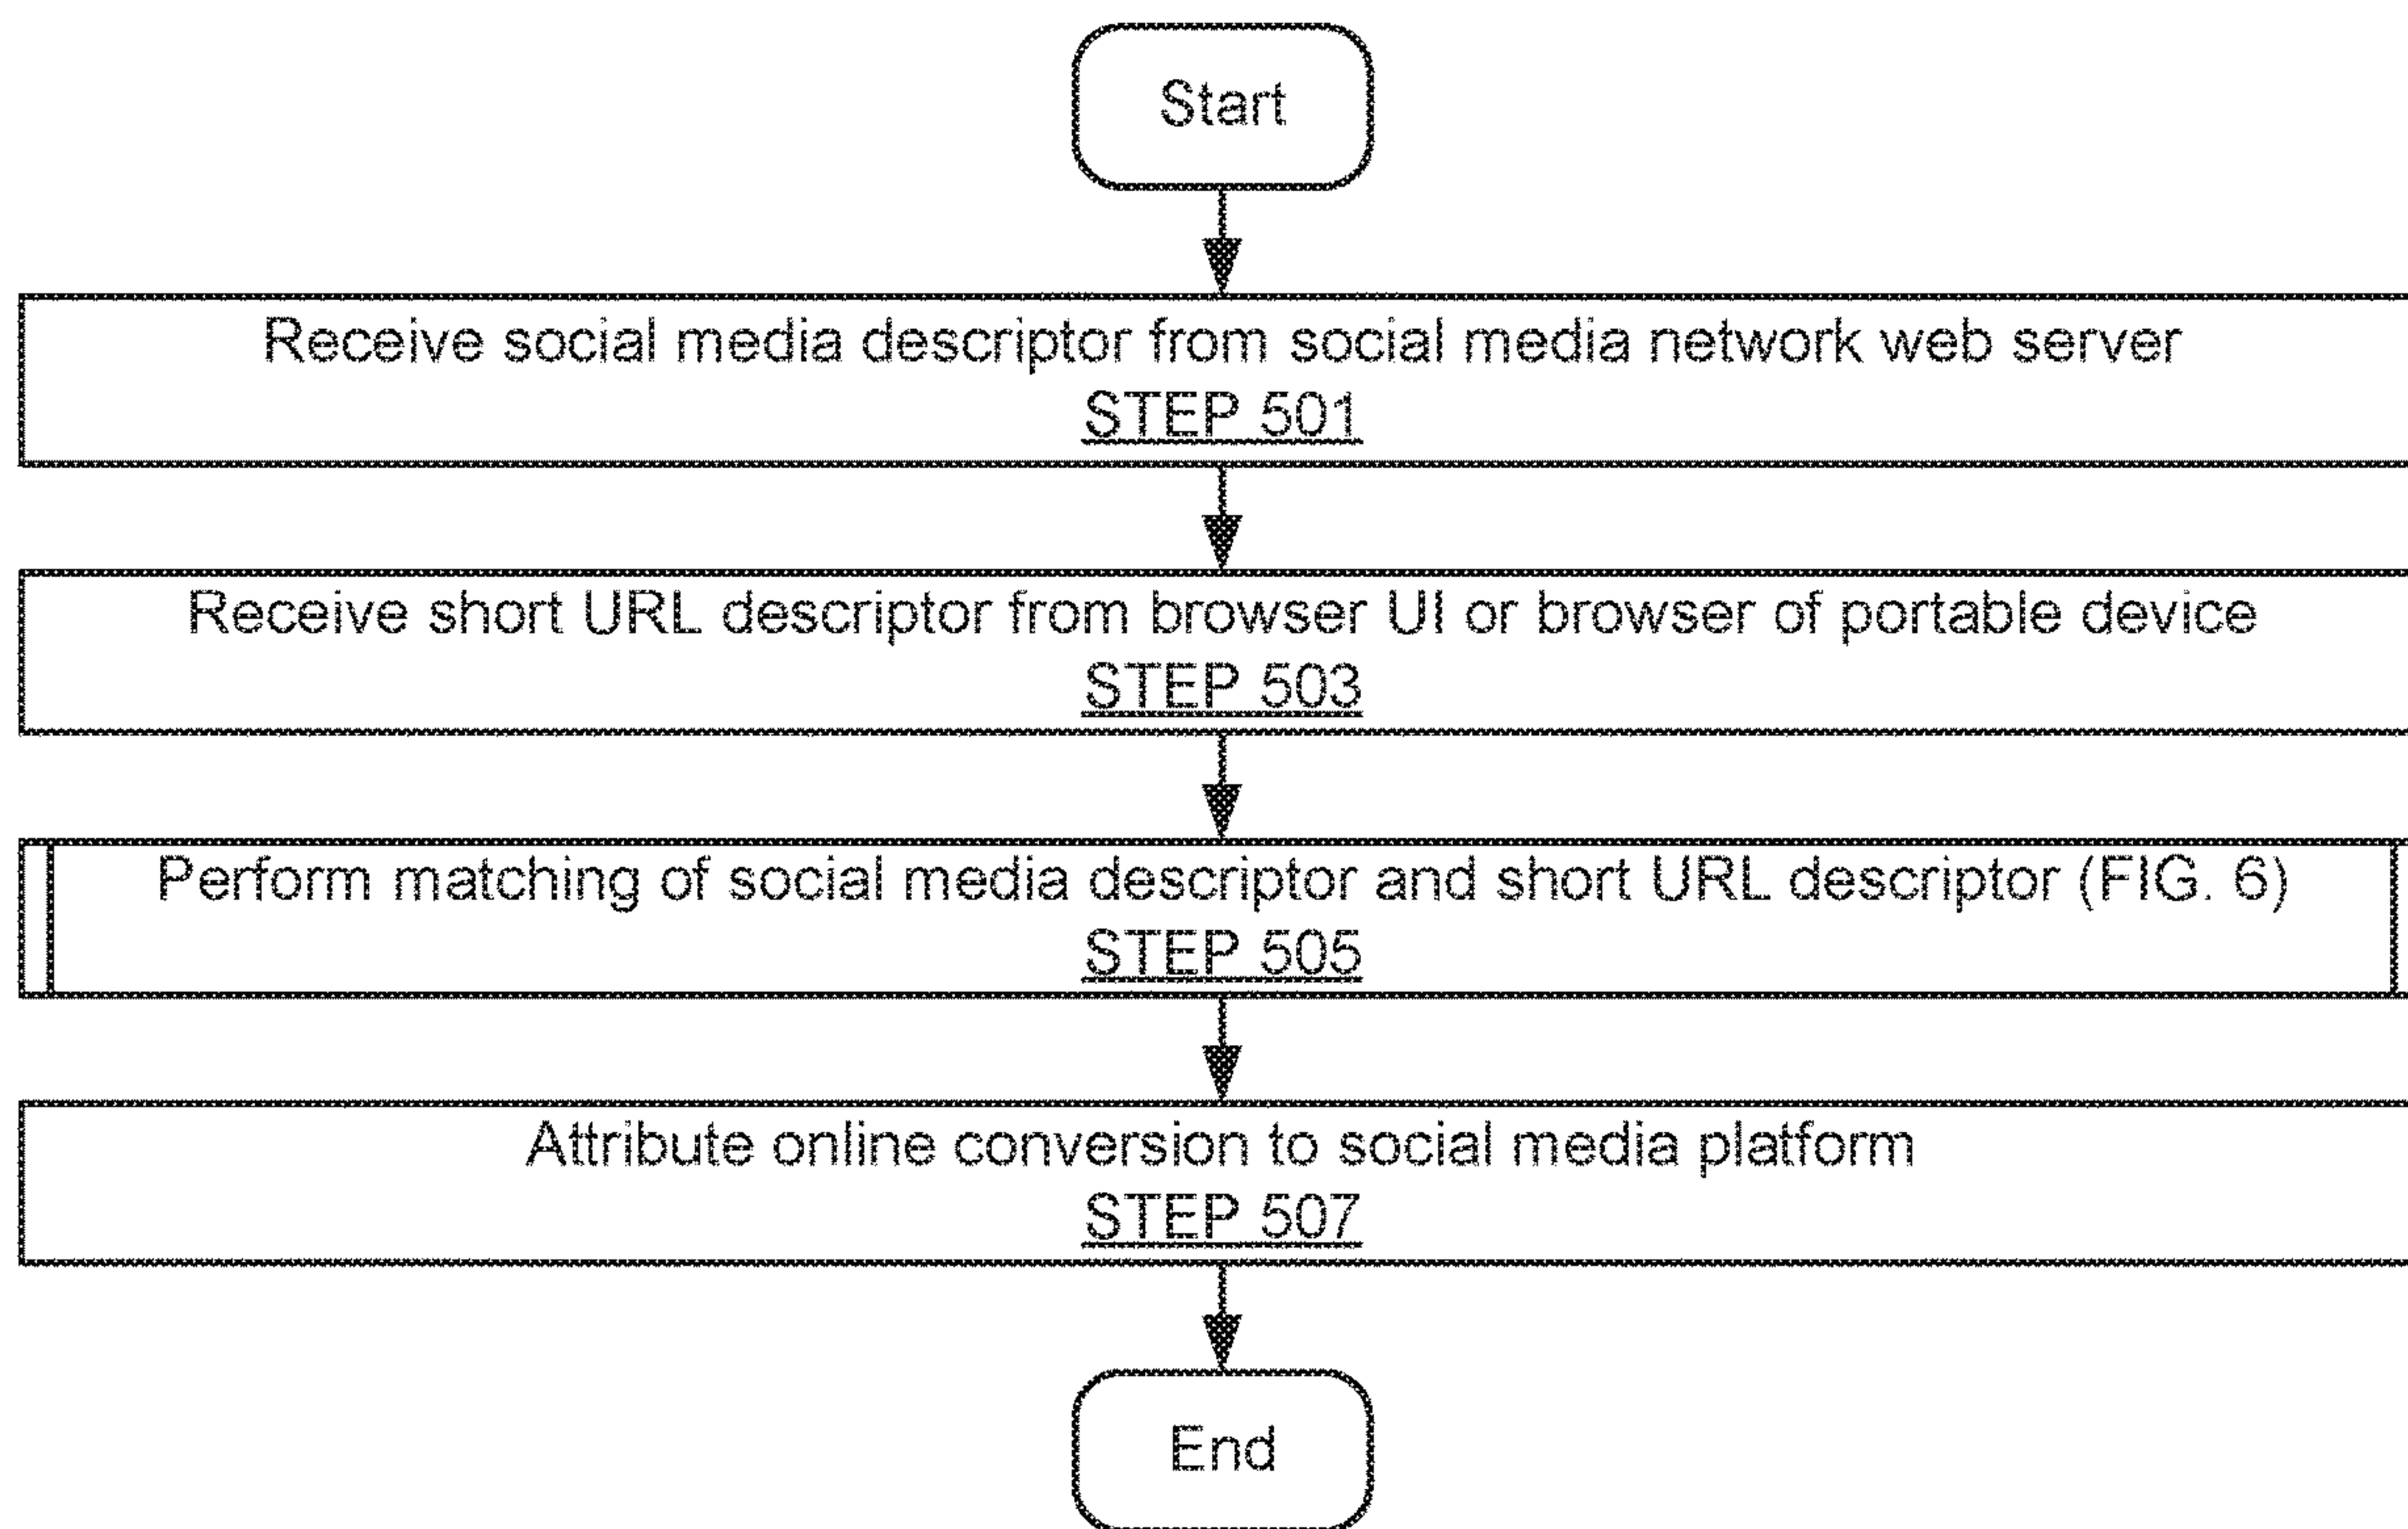 Start
Receive social media descriptor from social media network web server
STEP 501
Receive short URL descriptor from browser UI or browser of portable device
STEP 503
Perform matching of social media descriptor and short URL descriptor (FIG. 6)
STEP 505
Attribute online conversion to social media platform
STEP 507
End